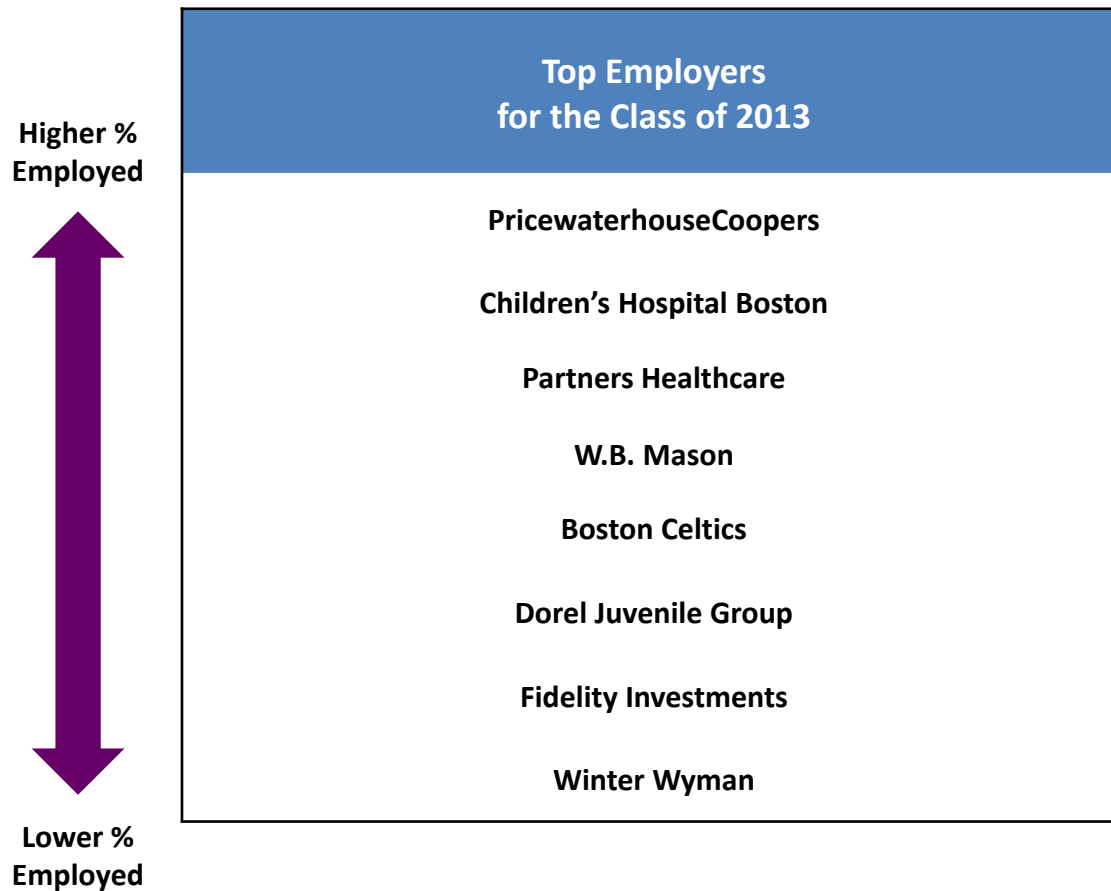 Top Employers
for the Class of 2013
Higher %
Employed
PricewaterhouseCoopers
Children’s Hospital Boston
Partners Healthcare
W.B. Mason
Boston Celtics
Dorel Juvenile Group
Fidelity Investments
Winter Wyman
Lower %
Employed